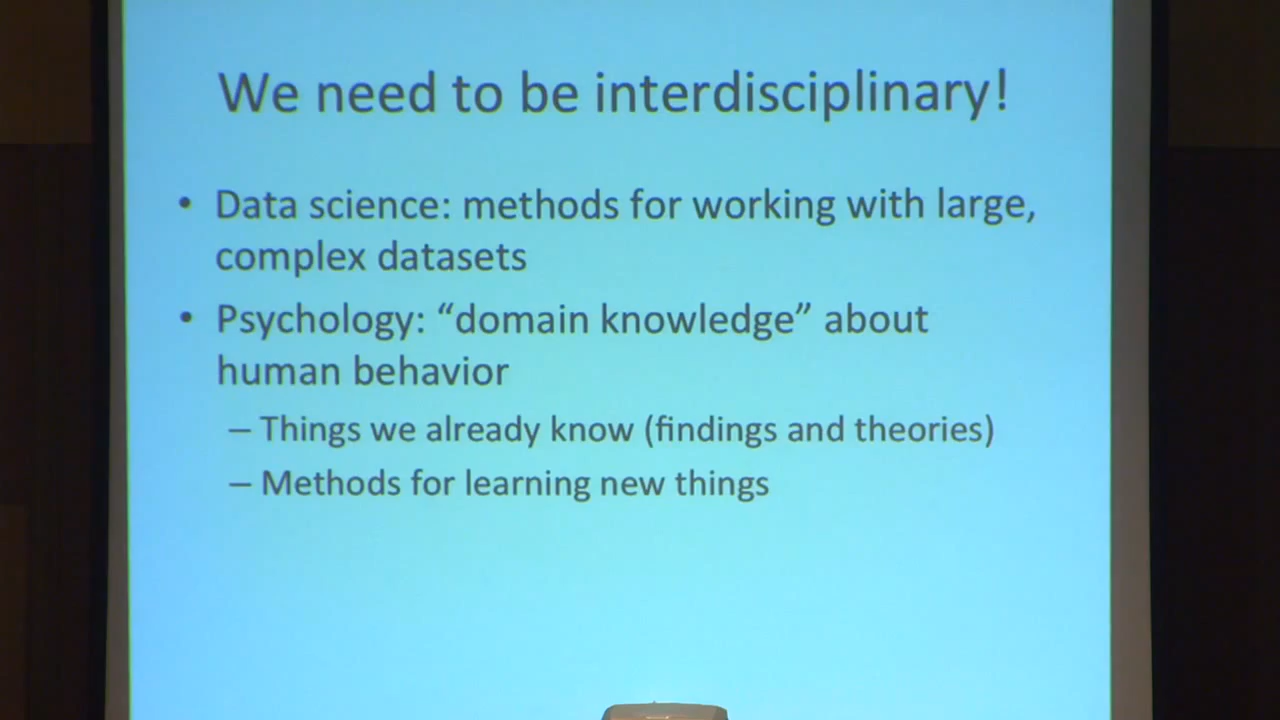 We need to be interdisciplinary!
• Data science: methods for working with large,
complex datasets
• Psychology: “domain knowledge” about
human behavior
– Things we already know (findings and theories)
– Methods for learning new things